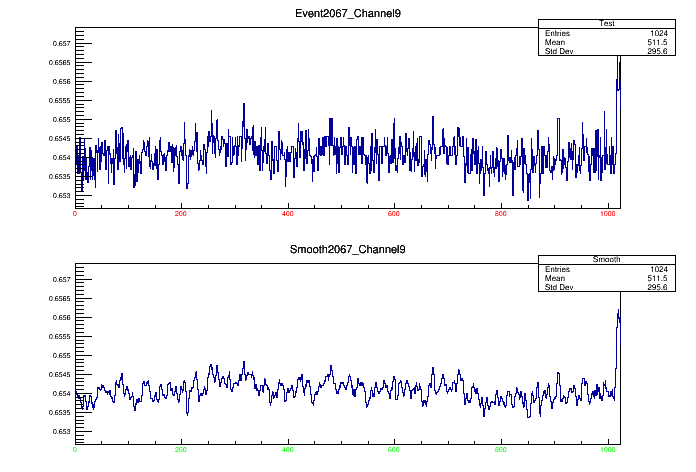 Event2067_Channel9
Test
Entries 1024
Mean 511.5
Std Dev 295.6
0.657
0.6565
0.656
0.6555
0.655
0.6545
0.654
0.6535
0.653
0 200 400 600 800 1000
Smooth2067_Channel9
Smooth
Entries 1024
Mean 511.5
Std Dev 295.6
0.657
0.6565
0.656
0.6555
0.655
0.6545
0.654
0.6535
0.653
0 200 400 600 800 1000